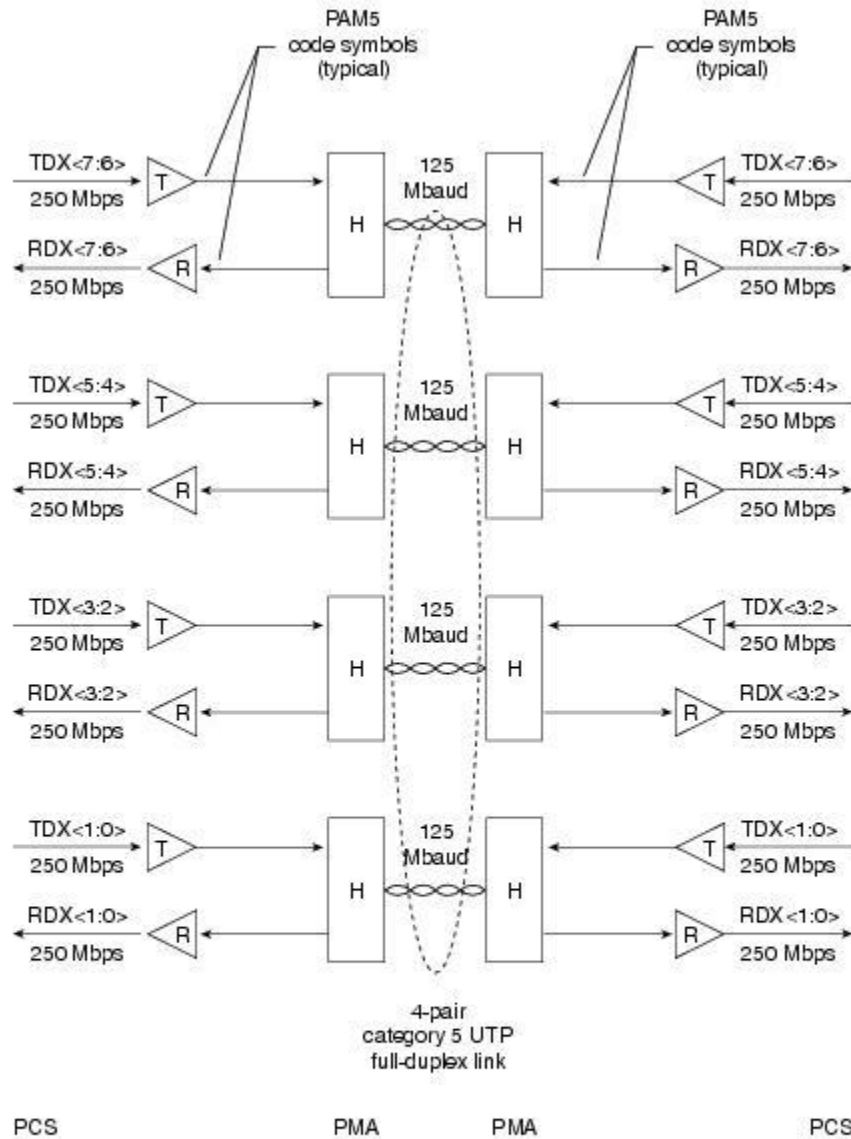 PAM5
code symbols
(typical)
PAM5
code symbols
(typical)
TDX<7:6>
250 Mbps
T
125
Mbaud
T
TDX<7:6>
250 Mbps
H
H
RDX<7:6>
250 Mbps
R
R
RDX<7:6>
250 Mbps
TDX<5:4>
250 Mbps
T
125
Mbaud
T
TDX<5:4>
250 Mbps
H
H
RDX<5:4>
250 Mbps
R
R
RDX<5:4>
250 Mbps
TDX<3:2>
250 Mbps
T
125
Mbaud
T
TDX<3:2>
250 Mbps
H
H
RDX<3:2>
250 Mbps
R
R
RDX<3:2>
250 Mbps
TDX<1:0>
250 Mbps
T
125
Mbaud
T
TDX<1:0>
250 Mbps
H
H
RDX<1:0>
250 Mbps
R
R
RDX<1:0>
250 Mbps
4-pair
category 5 UTP
full-duplex link
PCS
PMA
PMA
PCS